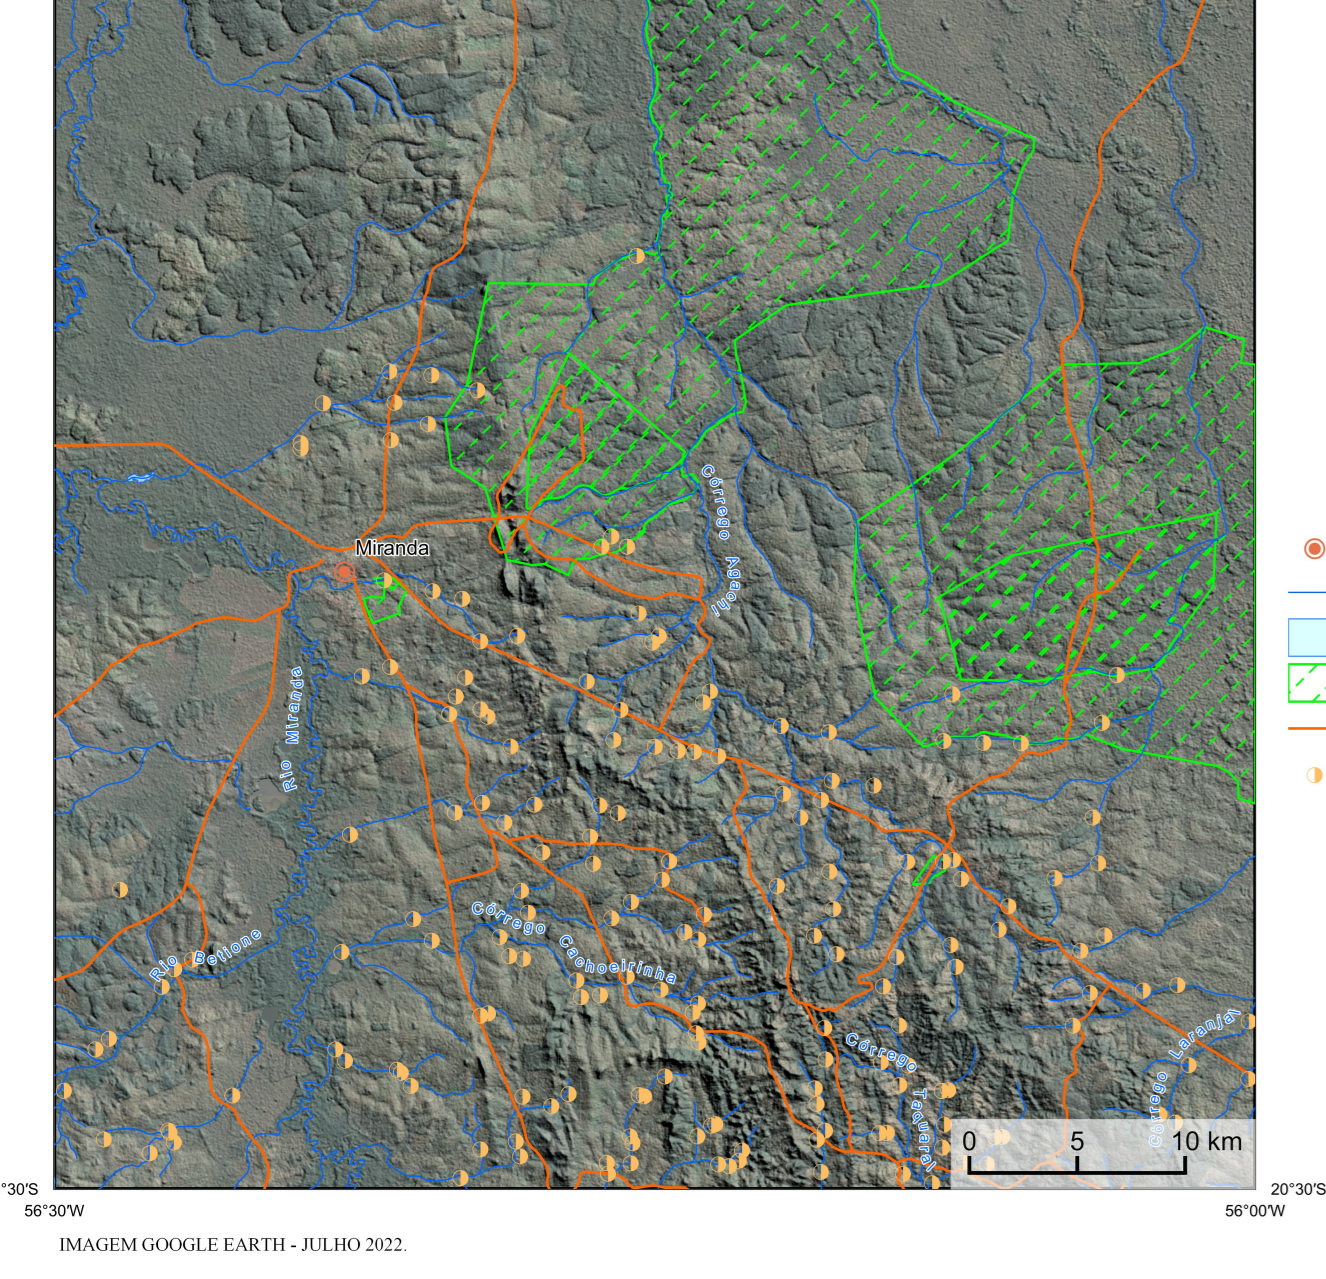 Córrego Agachi
Miranda
Rio Miranda
Córrego Cachoeirinha
Rio Betione
Córrego Laranjal
Córrego Taquaral
0 5 10 km
°30'S
20°30'S
56°30'W
56°00'W
IMAGEM GOOGLE EARTH - JULHO 2022.